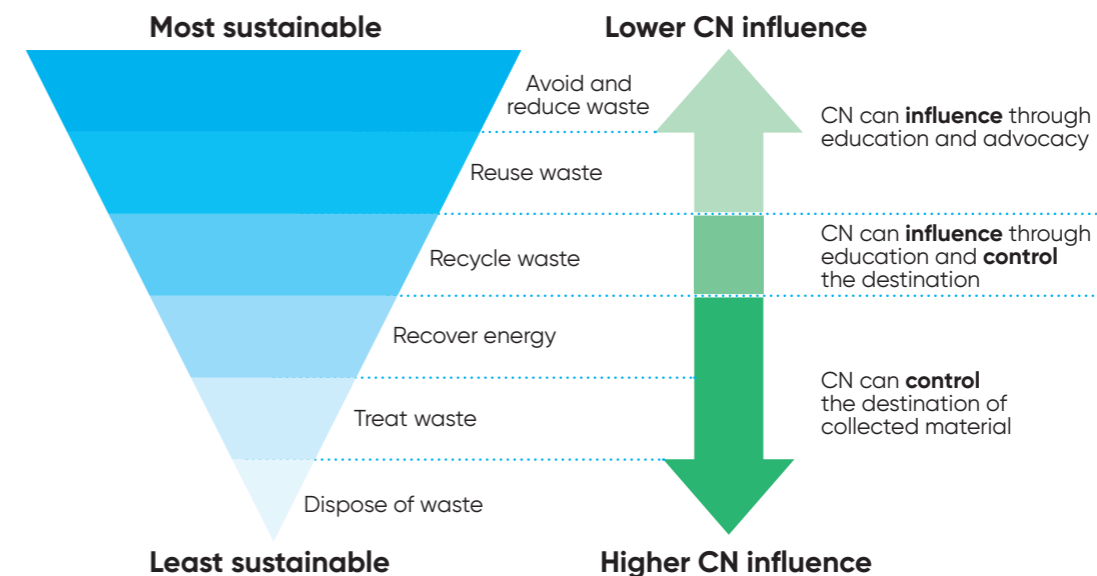 Most sustainable
Lower CN influence
Avoid and
reduce waste
CN can influence through
education and advocacy
Reuse waste
CN can influence through
education and control
the destination
Recycle waste
Recover energy
CN can control
the destination of
collected material
Treat waste
Dispose of waste
Least sustainable
Higher CN influence